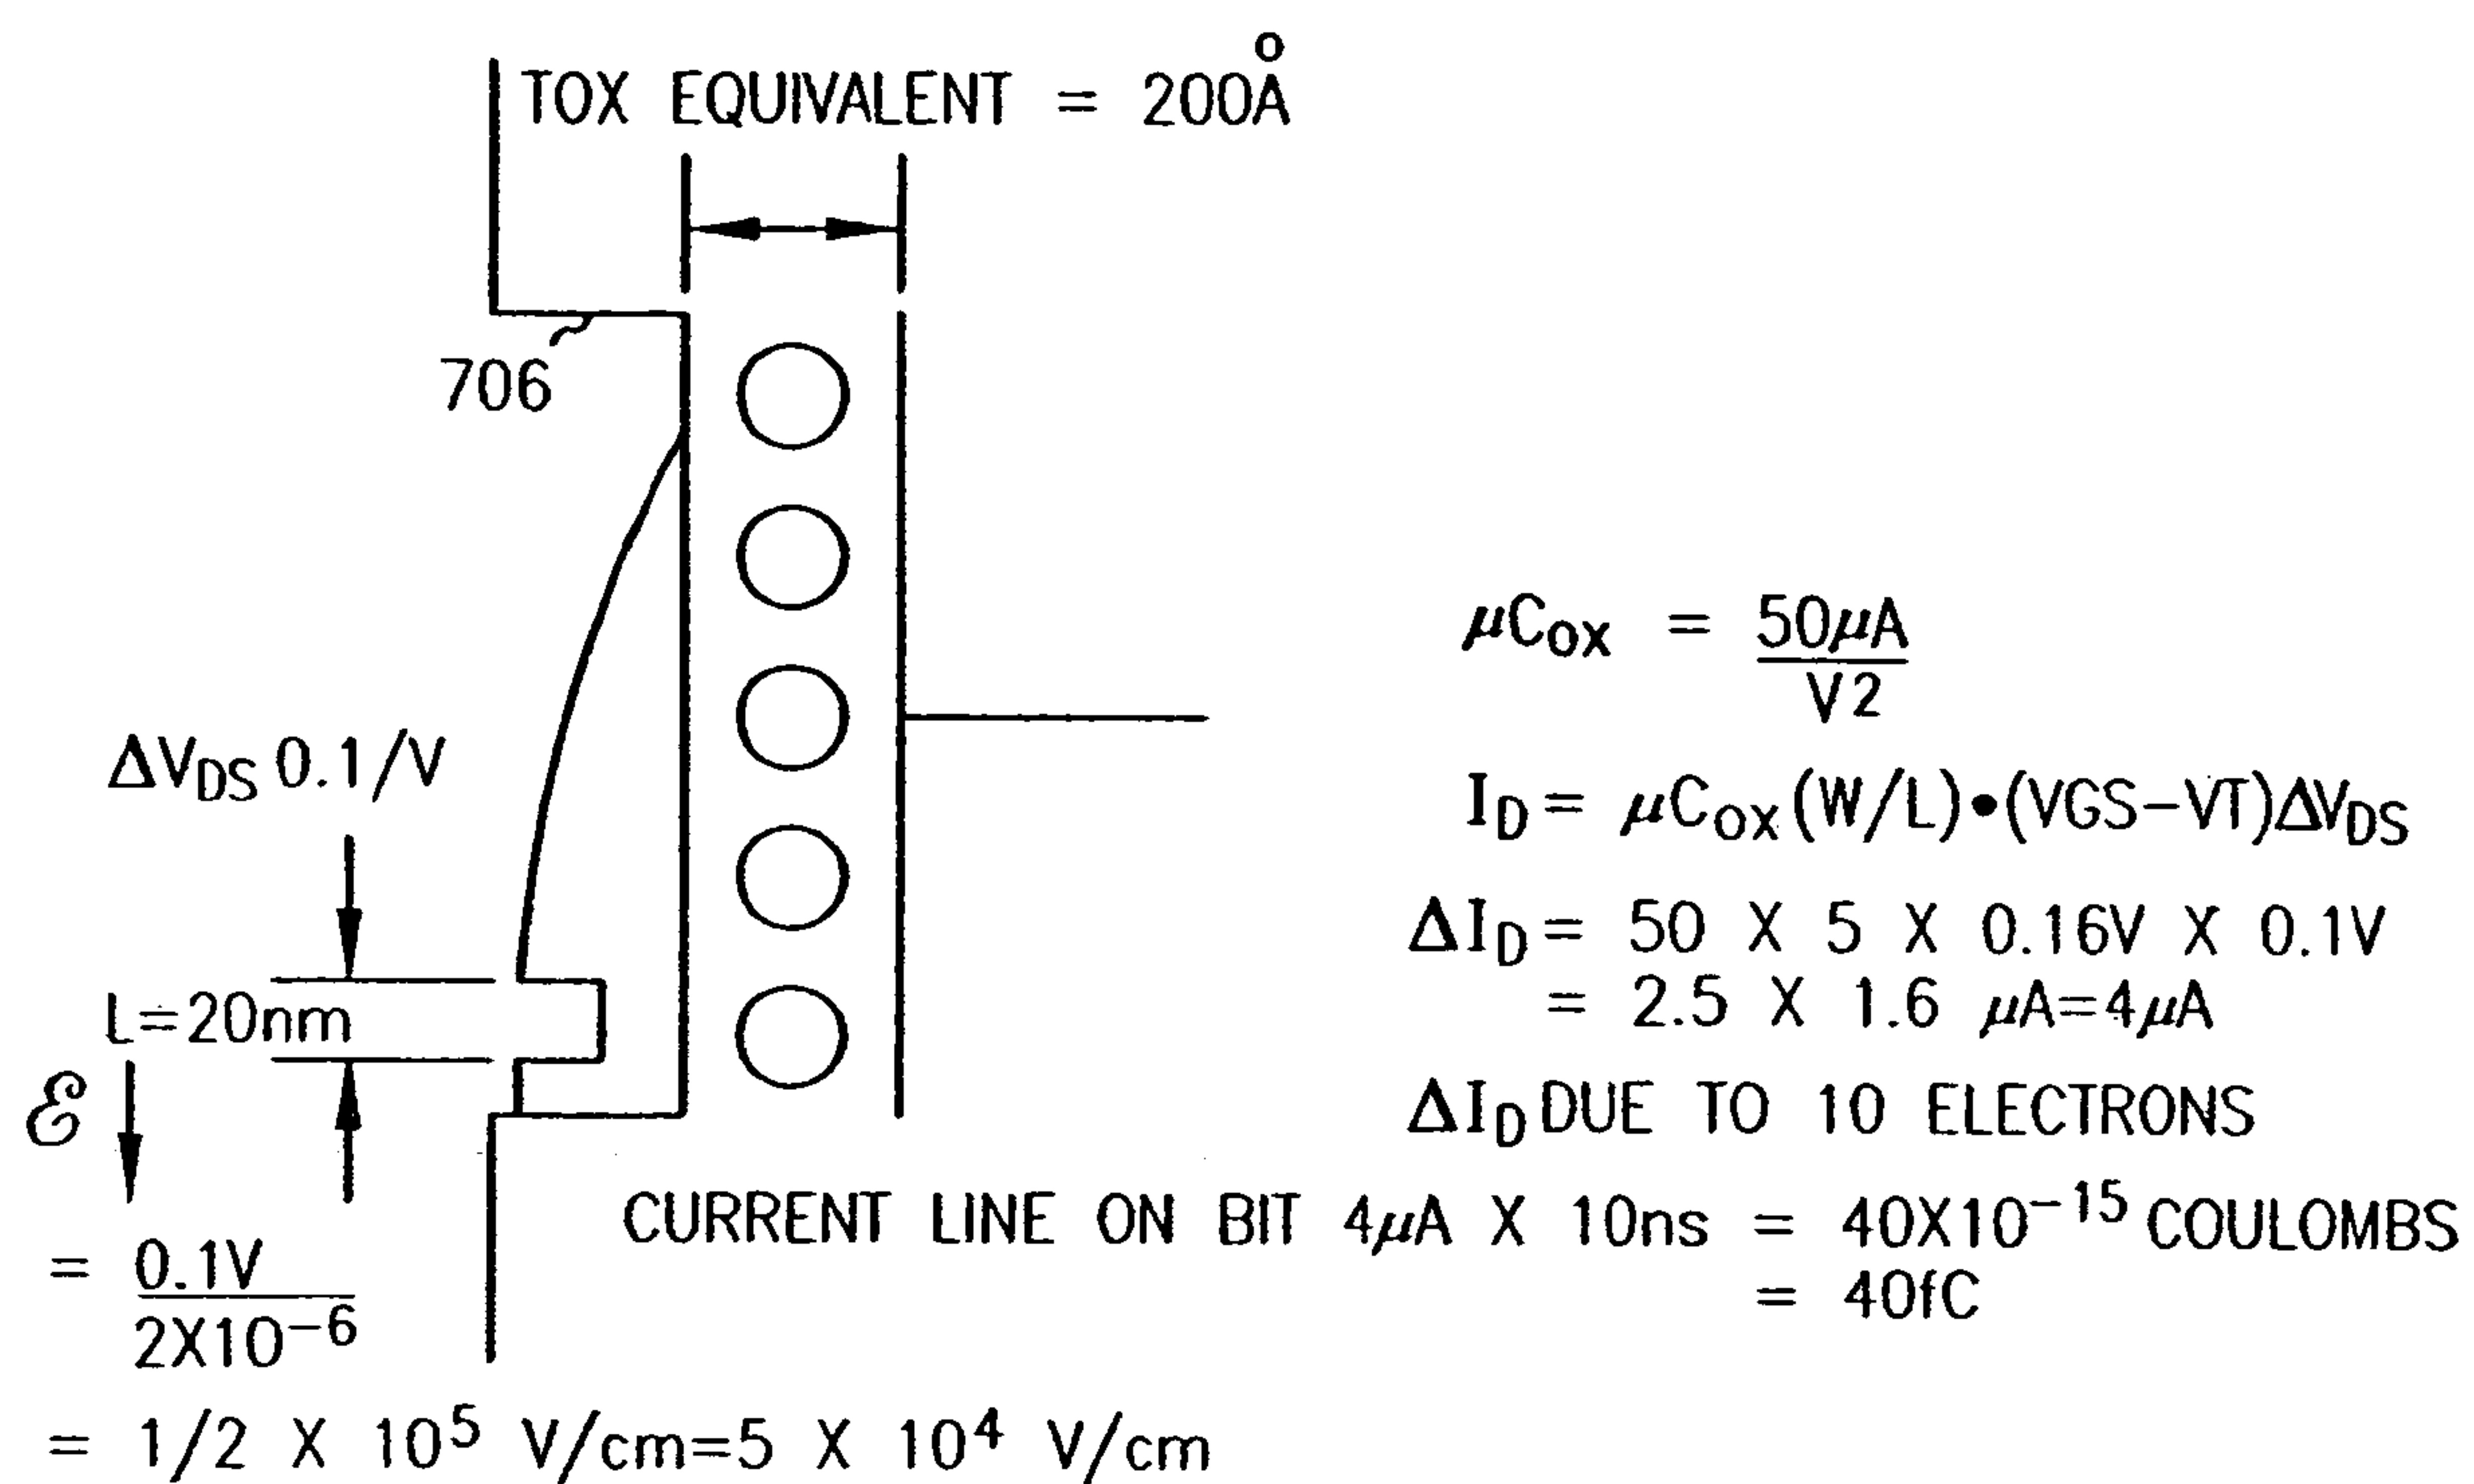 TOX EQUIVALENT = 200Å
706
ΔVDS 0.1/V
L=20nm
ℰ
= 0.1V
2X10⁻⁶
= 1/2 X 10⁵ V/cm=5 X 10⁴ V/cm
μCOX = 50μA
V2
ID= μCOX(W/L)•(VGS-VT)ΔVDS
ΔID= 50 X 5 X 0.16V X 0.1V
= 2.5 X 1.6 μA=4μA
ΔID DUE TO 10 ELECTRONS
CURRENT LINE ON BIT 4μA X 10ns = 40X10⁻¹⁵ COULOMBS
= 40fC